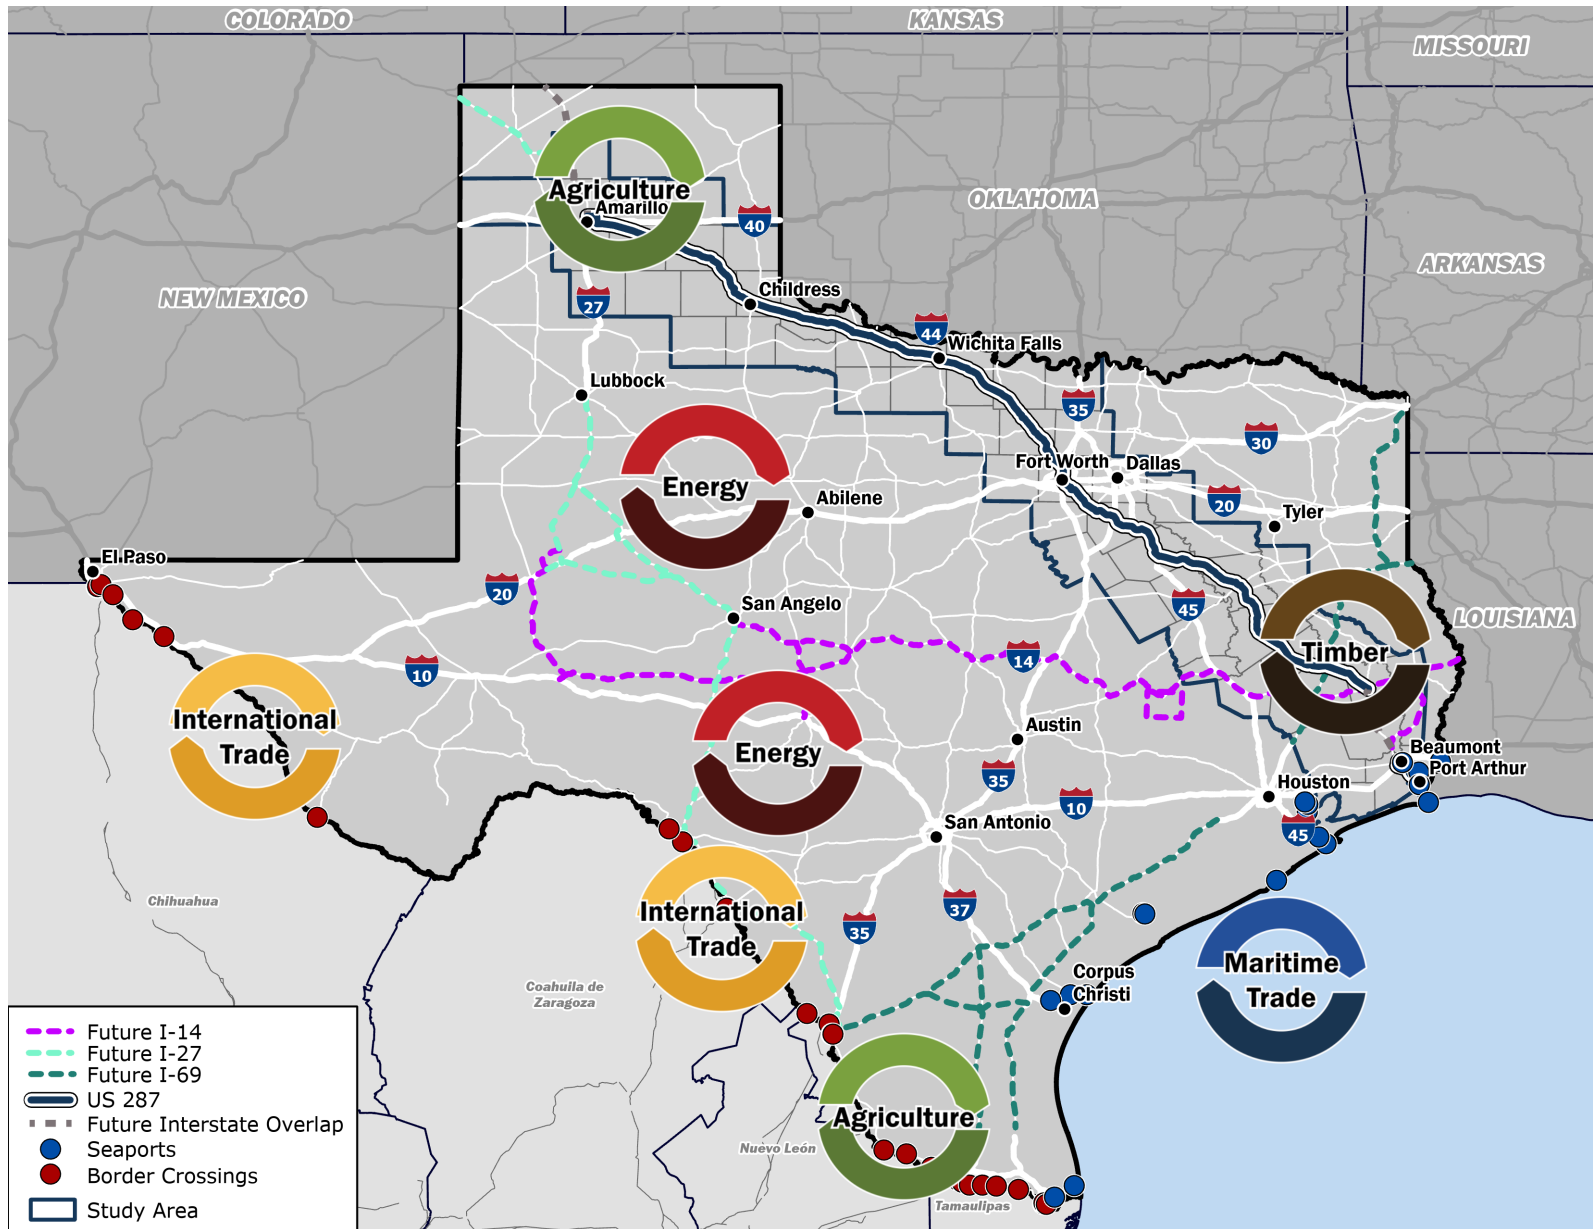 COLORADO
KANSAS
MISSOURI
OKLAHOMA
ARKANSAS
NEW MEXICO
LOUISIANA
Agriculture
Amarillo
40
27
Childress
44
Wichita Falls
Lubbock
35
30
Energy
Fort Worth
Dallas
20
Abilene
Tyler
El Paso
20
San Angelo
45
14
Timber
10
International
Trade
Energy
Austin
35
Beaumont
Port Arthur
Houston
10
45
San Antonio
37
35
International
Trade
Chihuahua
Coahuila de
Zaragoza
Corpus
Christi
Maritime
Trade
Agriculture
Nuevo León
Tamaulipas
Future I-14
Future I-27
Future I-69
US 287
Future Interstate Overlap
Seaports
Border Crossings
Study Area